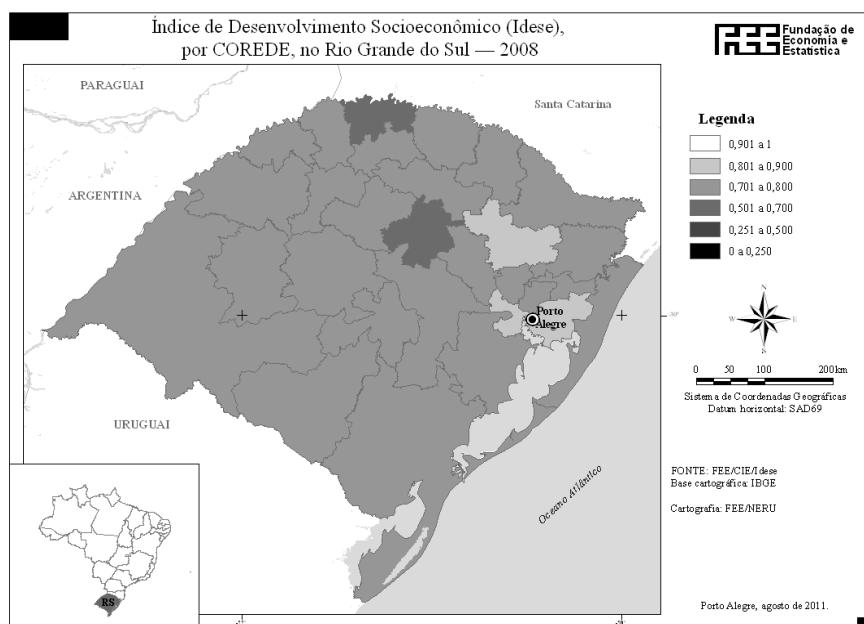 Índice de Desenvolvimento Socioeconômico (Idese),
por COREDE, no Rio Grande do Sul — 2008
FEE
Fundação de
Economia e
Estatística
PARAGUAI
Santa Catarina
ARGENTINA
Legenda
0,901 a 1
0,801 a 0,900
0,701 a 0,800
0,501 a 0,700
0,251 a 0,500
0 a 0,250
Porto
Alegre
N
W
E
S
-30°
0 50 100 200km
Sistema de Coordenadas Geográficas
Datum horizontal: SAD69
URUGUAI
Oceano Atlântico
FONTE: FEE/CIE/Idese
Base cartográfica: IBGE
Cartografia: FEE/NERU
RS
Porto Alegre, agosto de 2011.